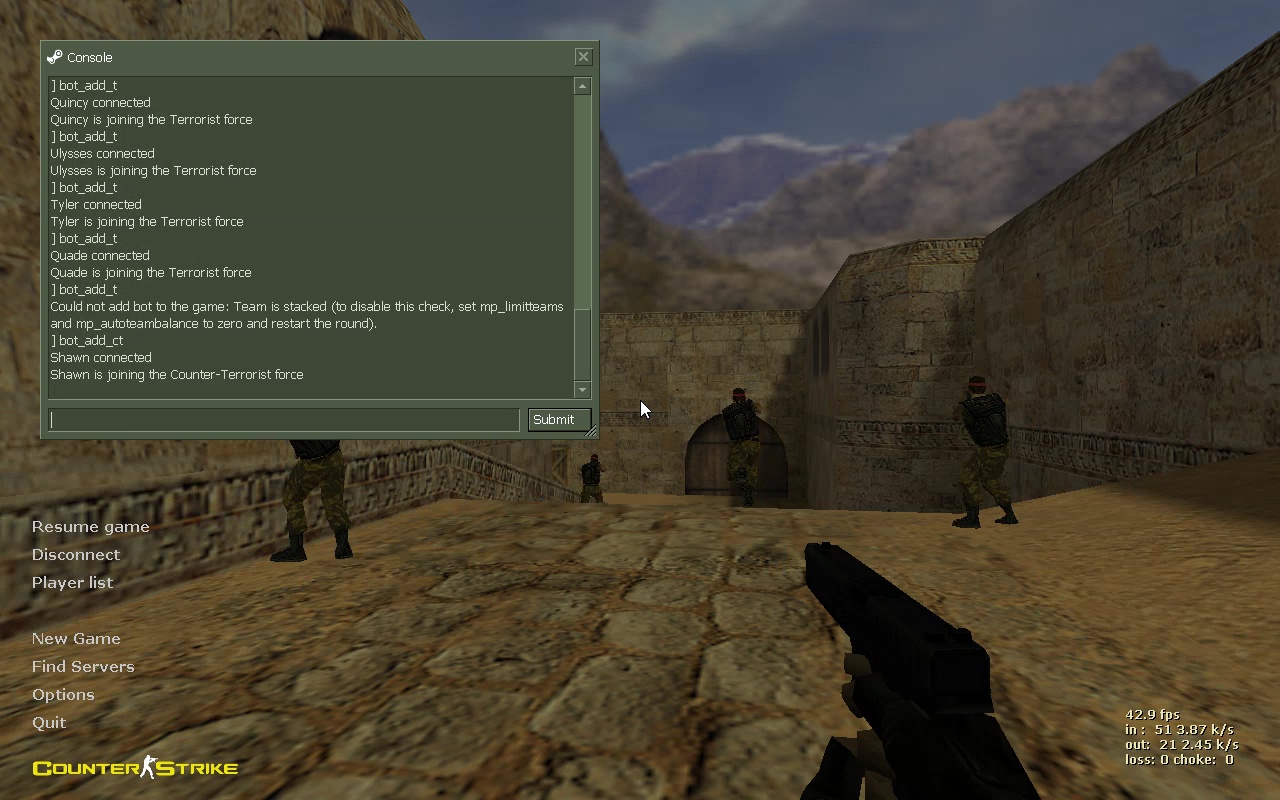 Console
] bot_add_t
Quincy connected
Quincy is joining the Terrorist force
] bot_add_t
Ulysses connected
Ulysses is joining the Terrorist force
] bot_add_t
Tyler connected
Tyler is joining the Terrorist force
] bot_add_t
Quade connected
Quade is joining the Terrorist force
] bot_add_t
Could not add bot to the game: Team is stacked (to disable this check, set mp_limitteams
and mp_autoteambalance to zero and restart the round).
] bot_add_ct
Shawn connected
Shawn is joining the Counter-Terrorist force
Submit
Resume game
Disconnect
Player list
New Game
Find Servers
Options
Quit
COUNTER STRIKE
42.9 fps
in : 51 3.87 k/s
out: 21 2.45 k/s
loss: 0 choke: 0